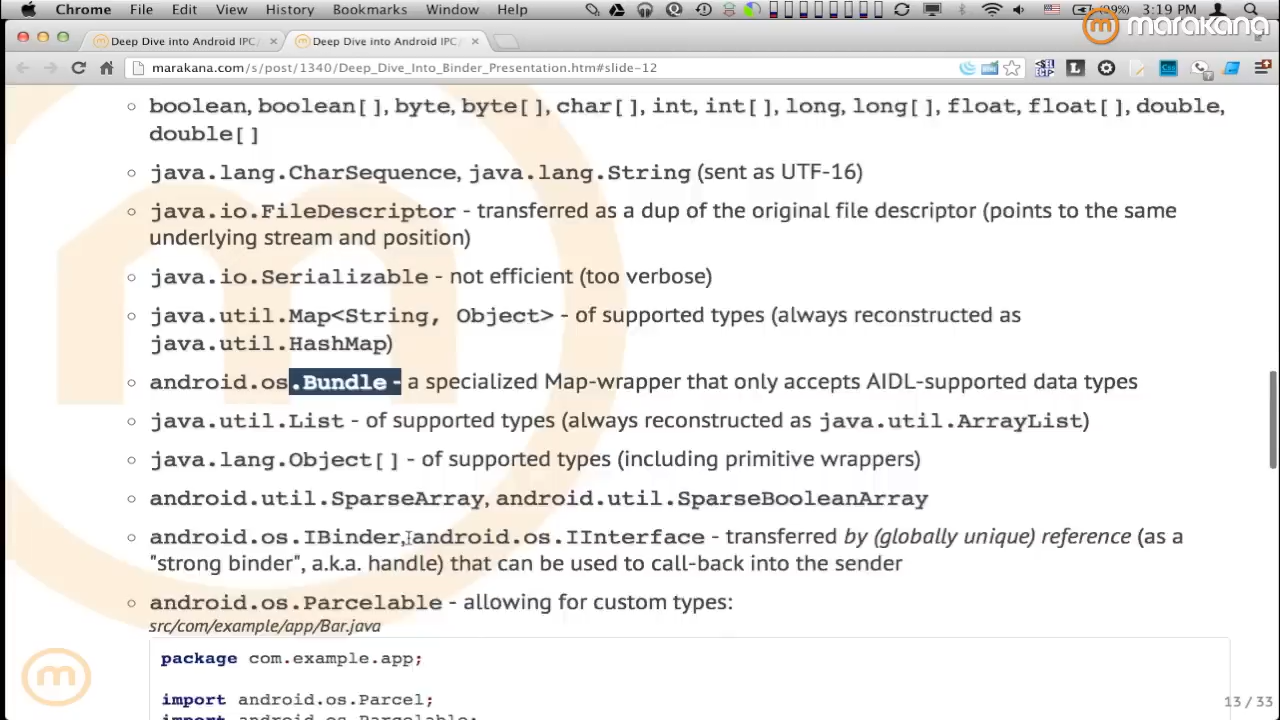 Chrome File Edit View History Bookmarks Window Help (99%) 3:19 PM
marakana
Deep Dive into Android IPC/ × Deep Dive into Android IPC/ ×
marakana.com/s/post/1340/Deep_Dive_Into_Binder_Presentation.htm#slide-12
boolean, boolean[], byte, byte[], char[], int, int[], long, long[], float, float[], double,
double[]
java.lang.CharSequence, java.lang.String (sent as UTF-16)
java.io.FileDescriptor - transferred as a dup of the original file descriptor (points to the same
underlying stream and position)
java.io.Serializable - not efficient (too verbose)
java.util.Map<String, Object> - of supported types (always reconstructed as
java.util.HashMap)
android.os.Bundle - a specialized Map-wrapper that only accepts AIDL-supported data types
java.util.List - of supported types (always reconstructed as java.util.ArrayList)
java.lang.Object[] - of supported types (including primitive wrappers)
android.util.SparseArray, android.util.SparseBooleanArray
android.os.IBinder, android.os.IInterface - transferred by (globally unique) reference (as a
"strong binder", a.k.a. handle) that can be used to call-back into the sender
android.os.Parcelable - allowing for custom types:
src/com/example/app/Bar.java
package com.example.app;
import android.os.Parcel;
import android.os.Parcelable;
13 / 33